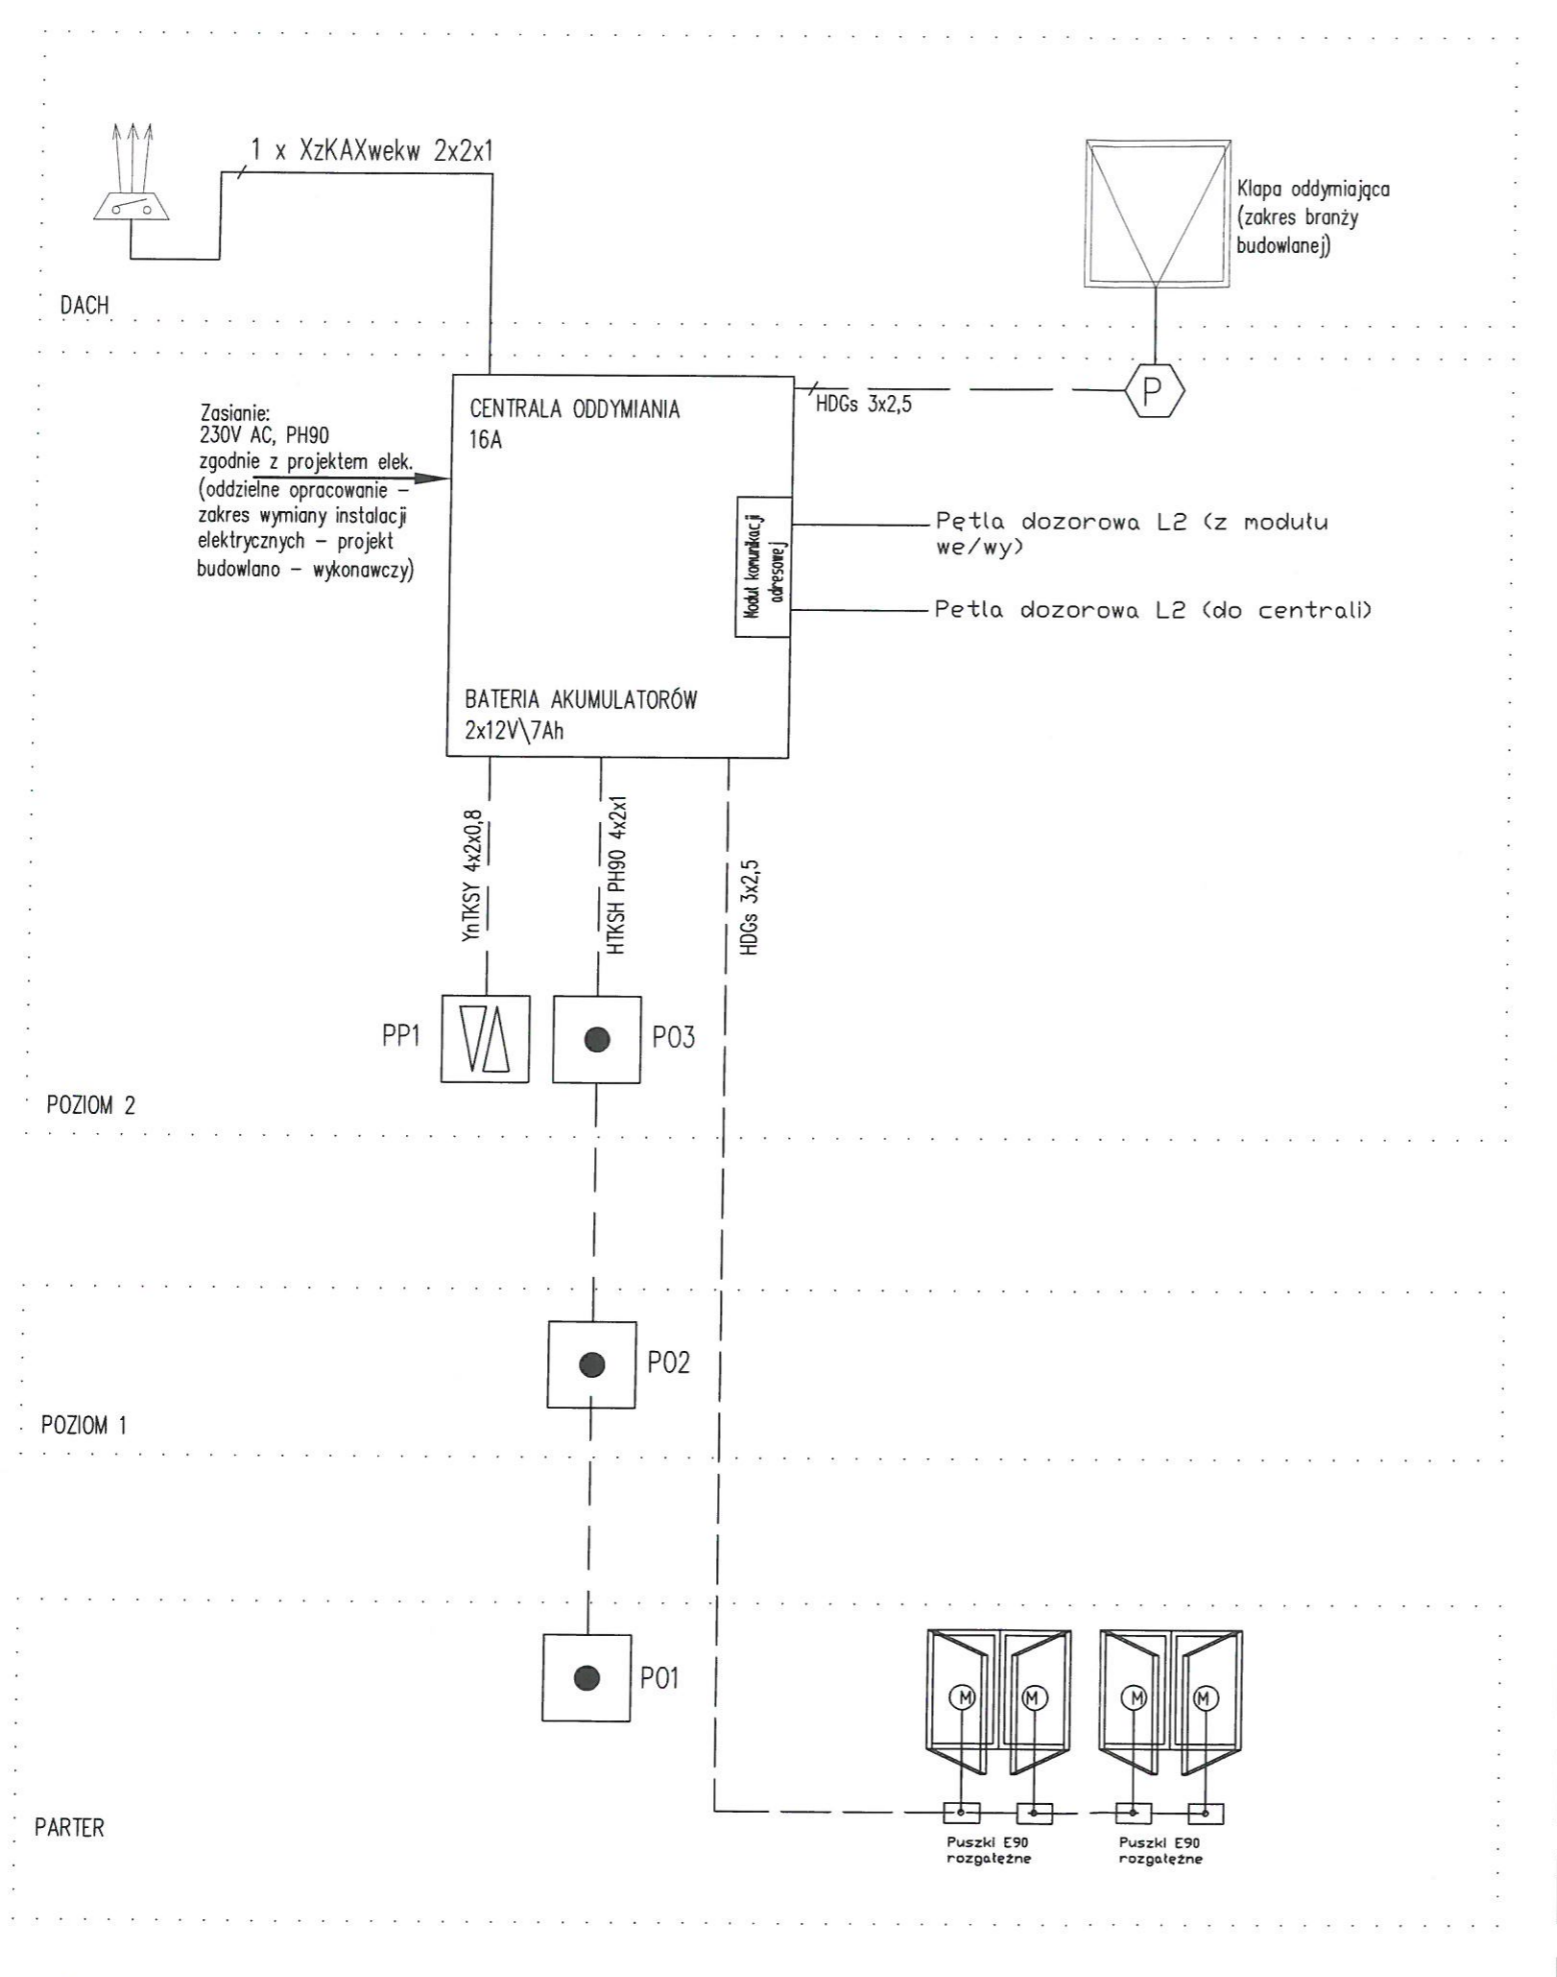 1 x XzKAXwekw 2x2x1
Klapa oddymiająca
(zakres branży
budowlanej)
DACH
CENTRALA ODDYMIANIA
16A
HDGs 3x2,5
P
Zasianie:
230V AC, PH90
zgodnie z projektem elek.
(oddzielne opracowanie –
zakres wymiany instalacji
elektrycznych – projekt
budowlano – wykonawczy)
Moduł komunikacji
adresowej
Pętla dozorowa L2 (z modułu
we/wy)
Petla dozorowa L2 (do centrali)
BATERIA AKUMULATORÓW
2x12V\7Ah
YnTKSY 4x2x0,8
HTKSH PH90 4x2x1
HDGs 3x2,5
PP1
PO3
POZIOM 2
PO2
POZIOM 1
PO1
M
M
M
M
PARTER
Puszki E90
rozgałęźne
Puszki E90
rozgałęźne